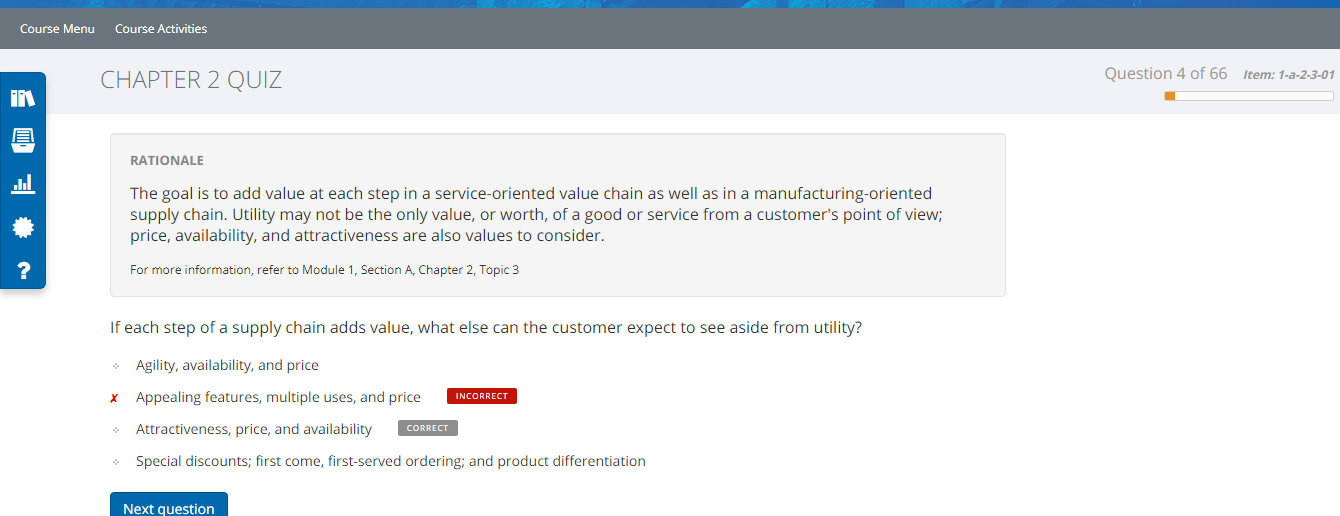 Course Menu Course Activities
CHAPTER 2 QUIZ
Question 4 of 66 Item: 1-a-2-3-01
RATIONALE
The goal is to add value at each step in a service-oriented value chain as well as in a manufacturing-oriented
supply chain. Utility may not be the only value, or worth, of a good or service from a customer's point of view;
price, availability, and attractiveness are also values to consider.
For more information, refer to Module 1, Section A, Chapter 2, Topic 3
?
If each step of a supply chain adds value, what else can the customer expect to see aside from utility?
Agility, availability, and price
✗ Appealing features, multiple uses, and price INCORRECT
Attractiveness, price, and availability CORRECT
Special discounts; first come, first-served ordering; and product differentiation
Next question